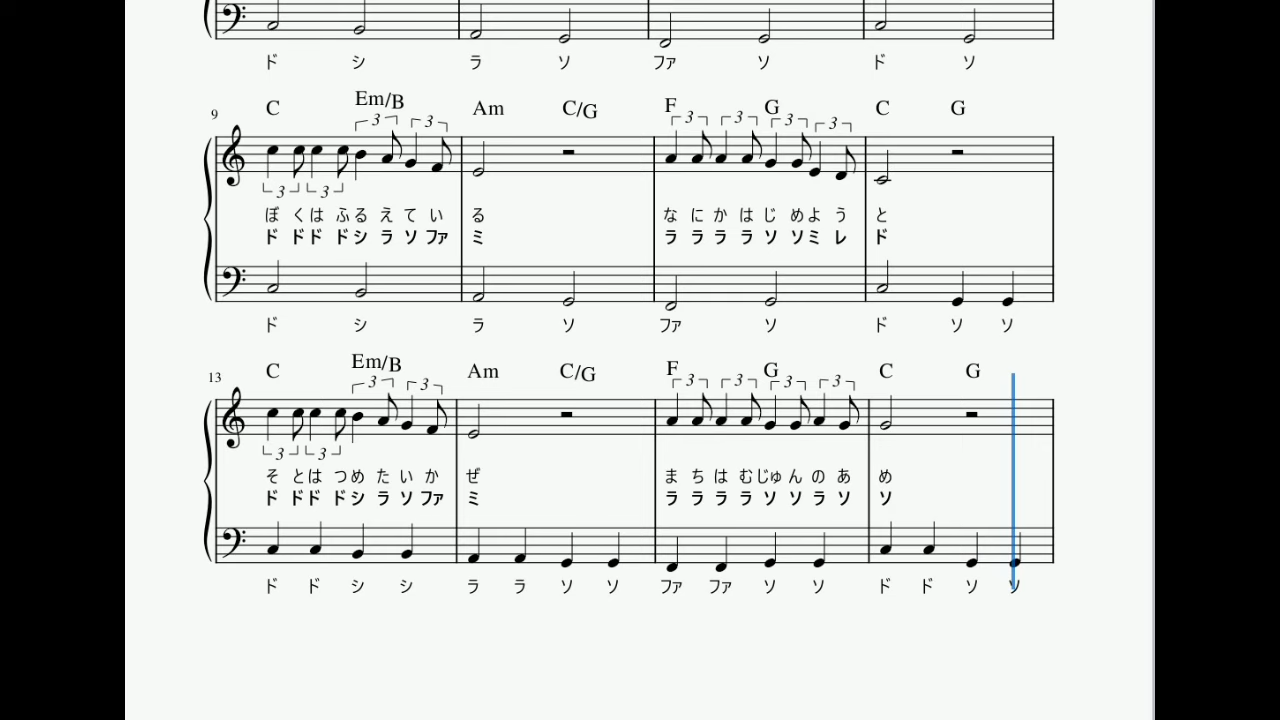 ド シ ラ ソ ファ ソ ド ソ
9 C Em/B Am C/G F G C G
3 3 3 3 3 3
3 3
ぼ くは ふる え て い る な に か は じ めよ う と
ド ドド ドシ ラ ソ ファ ミ ラ ラ ラ ラ ソ ソミ レ ド
ド シ ラ ソ ファ ソ ド ソ ソ
13 C Em/B Am C/G F G C G
3 3 3 3 3 3
3 3
そ とは つめ た い か ぜ ま ち は む じゅ ん の あ め
ド ドド ドシ ラ ソ ファ ミ ラ ラ ラ ラ ソ ソ ラ ソ ソ
ド ド シ シ ラ ラ ソ ソ ファ ファ ソ ソ ド ド ソ ソ